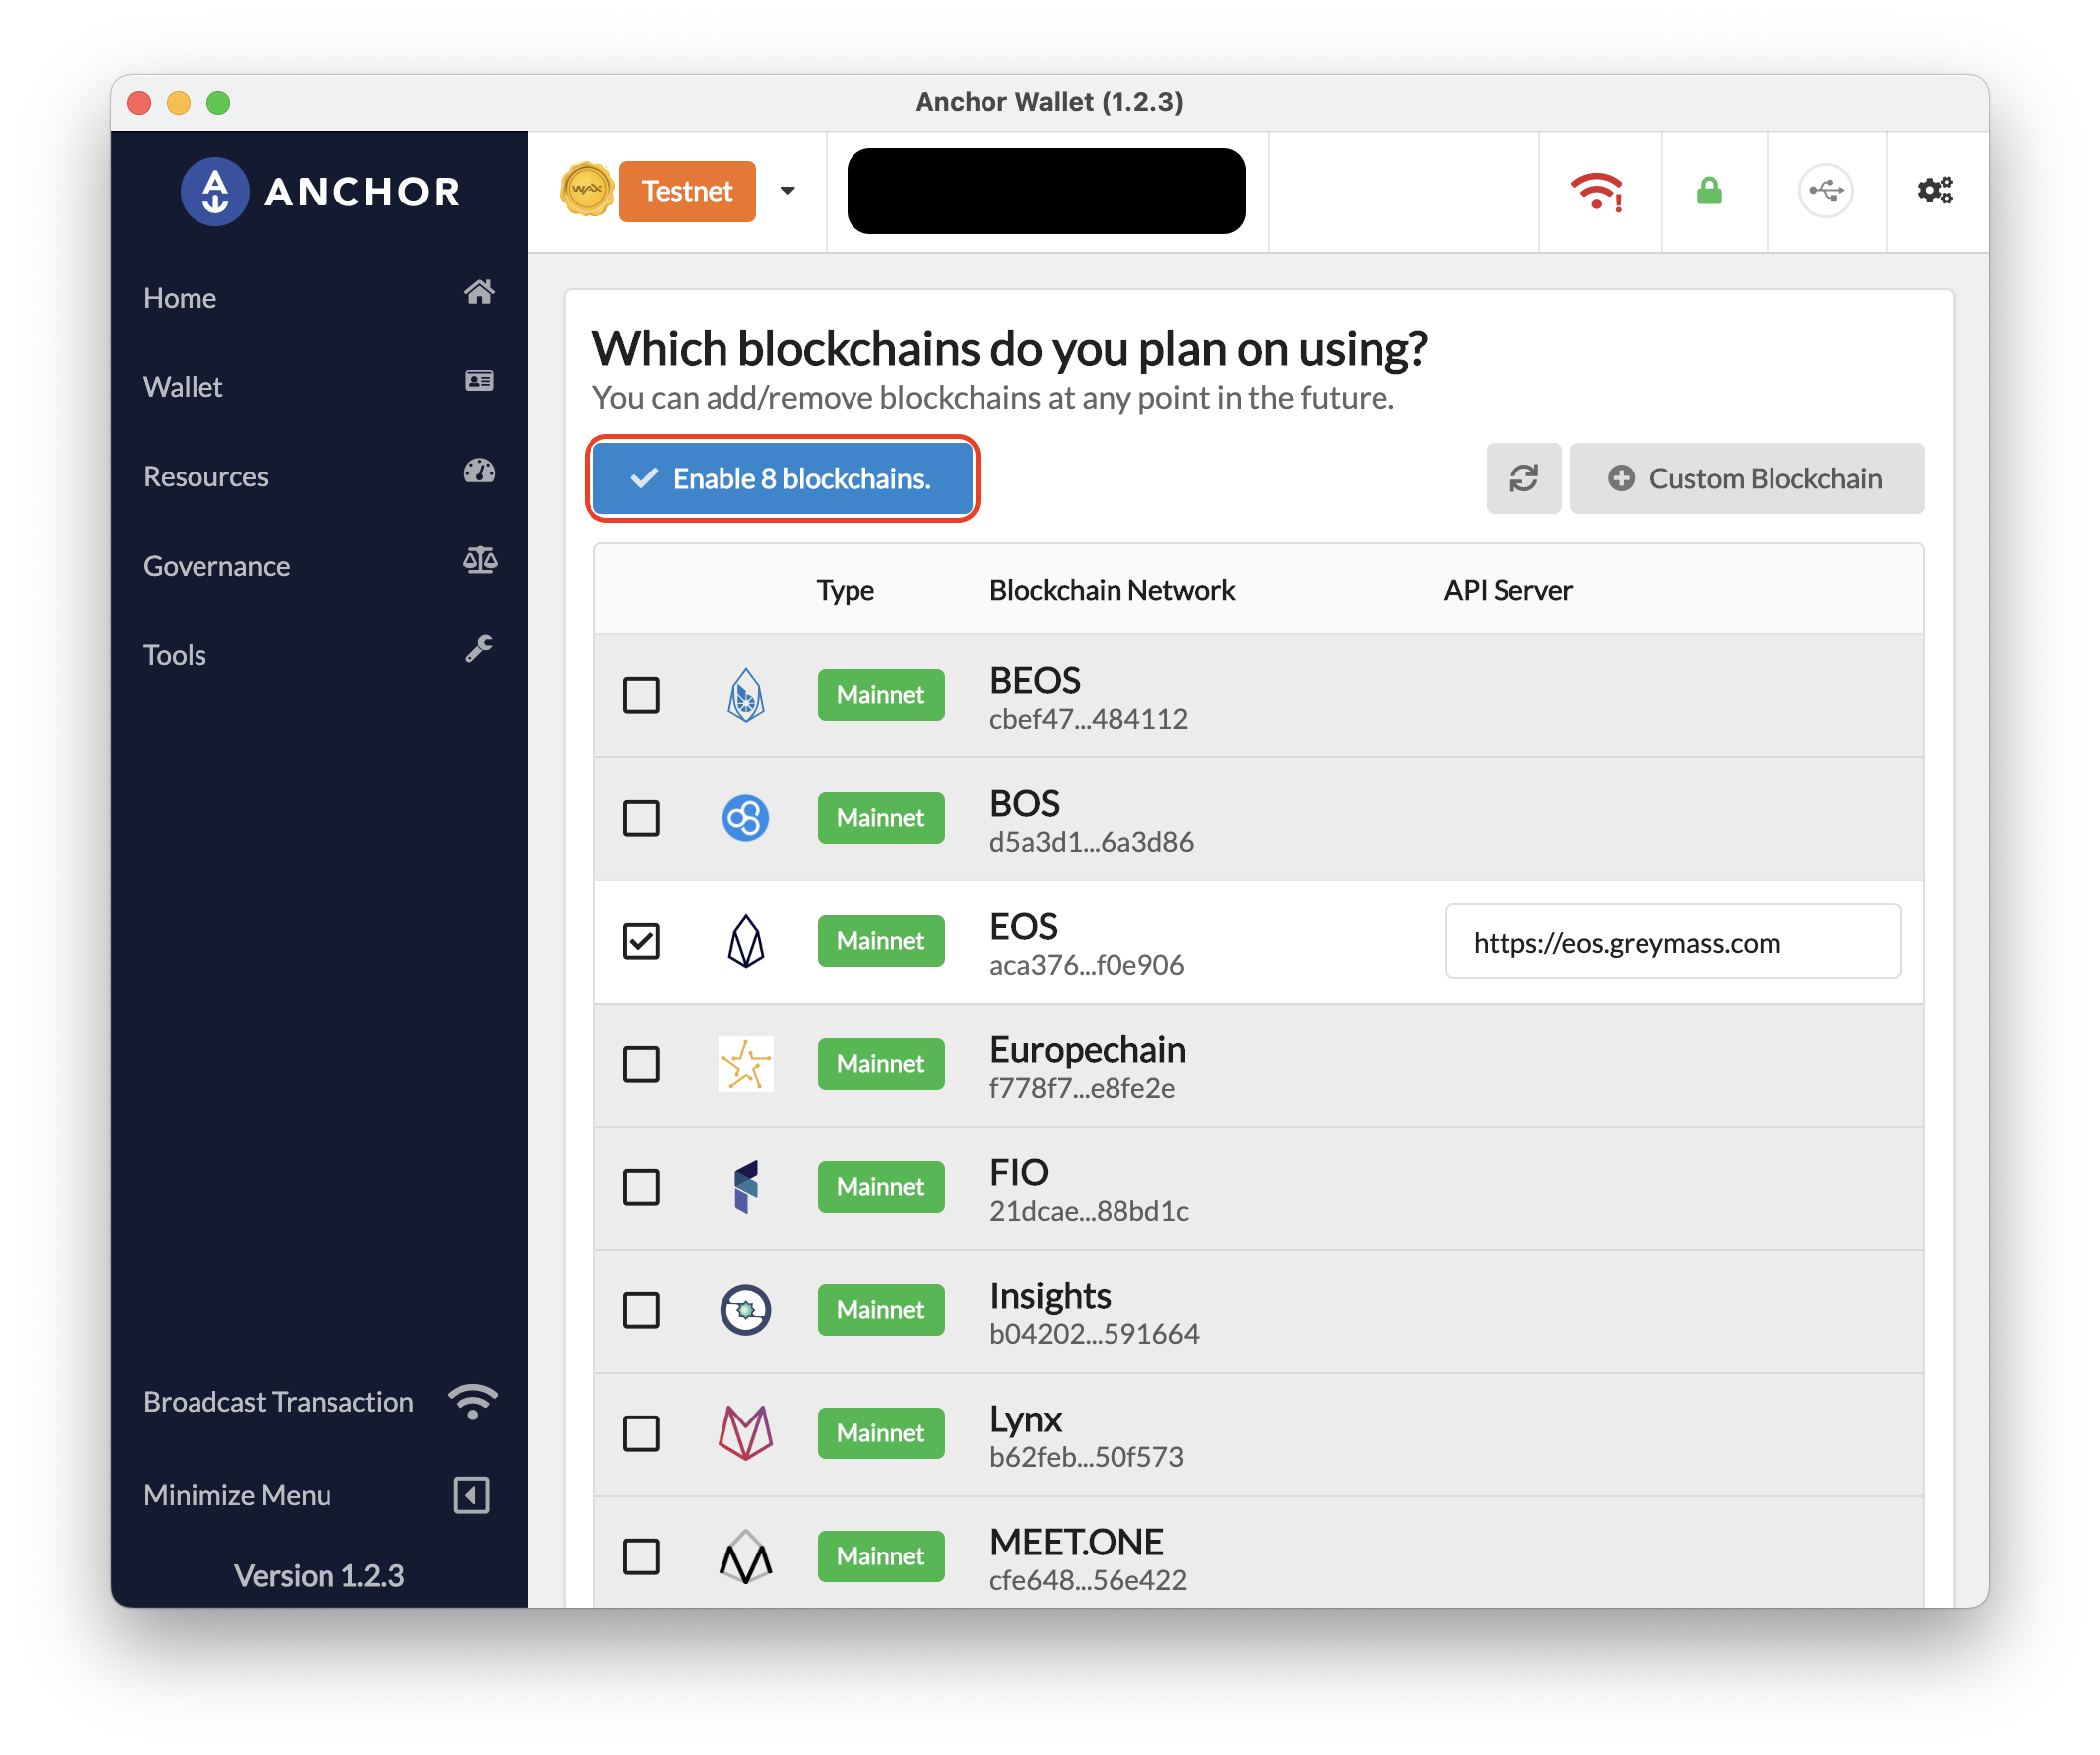 Anchor Wallet (1.2.3)
ANCHOR
WAX
Testnet
Home
Wallet
Resources
Governance
Tools
Broadcast Transaction
Minimize Menu
Version 1.2.3
Which blockchains do you plan on using?
You can add/remove blockchains at any point in the future.
Enable 8 blockchains.
Custom Blockchain
Type Blockchain Network API Server
Mainnet BEOS
cbef47...484112
Mainnet BOS
d5a3d1...6a3d86
Mainnet EOS https://eos.greymass.com
aca376...f0e906
Mainnet Europechain
f778f7...e8fe2e
Mainnet FIO
21dcae...88bd1c
Mainnet Insights
b04202...591664
Mainnet Lynx
b62feb...50f573
Mainnet MEET.ONE
cfe648...56e422